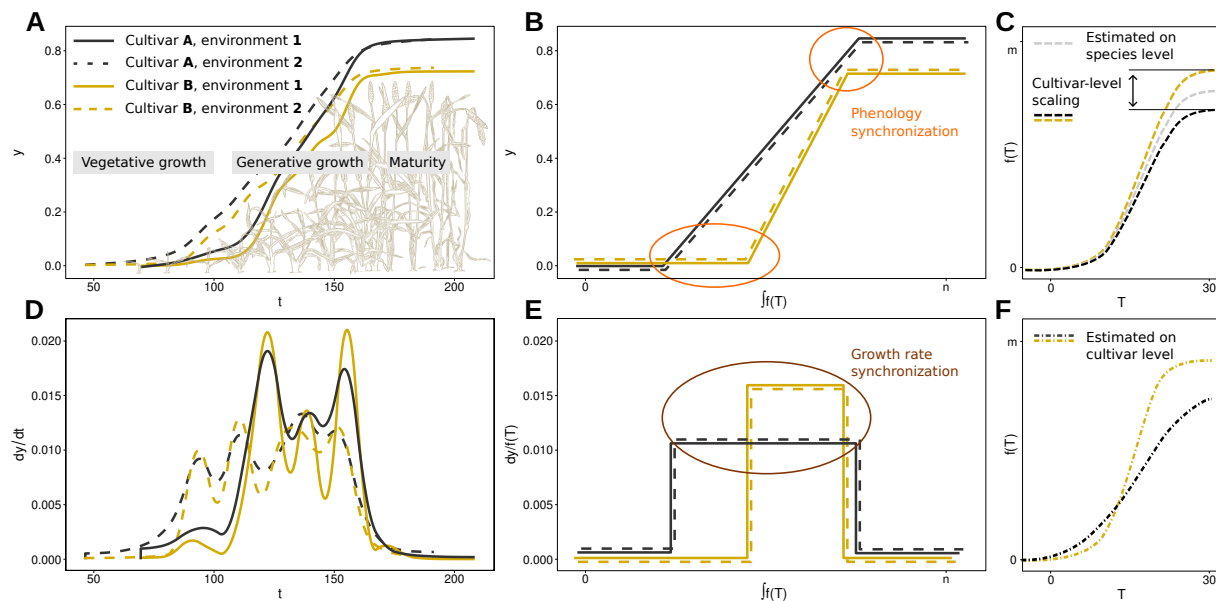 A
Cultivar A, environment 1
Cultivar A, environment 2
Cultivar B, environment 1
Cultivar B, environment 2
Vegetative growth
Generative growth
Maturity
0.8
0.6
0.4
0.2
0.0
y
50
100
150
200
t
B
Phenology
synchronization
0.8
0.6
0.4
0.2
0.0
y
0
n
∫f(T)
C
Estimated on
species level
Cultivar-level
scaling
m
0
f(T)
0
30
T
D
0.020
0.015
0.010
0.005
0.000
dy/dt
50
100
150
200
t
E
Growth rate
synchronization
0.020
0.015
0.010
0.005
0.000
dy/f(T)
0
n
∫f(T)
F
Estimated on
cultivar level
m
0
f(T)
0
30
T